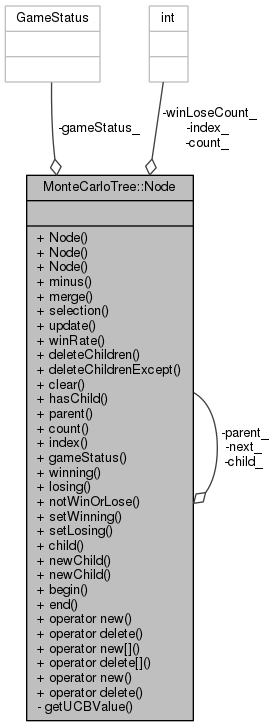 GameStatus
int
-gameStatus_
-winLoseCount_
-index_
-count_
MonteCarloTree::Node
+ Node()
+ Node()
+ Node()
+ minus()
+ merge()
+ selection()
+ update()
+ winRate()
+ deleteChildren()
+ deleteChildrenExcept()
+ clear()
+ hasChild()
+ parent()
+ count()
+ index()
+ gameStatus()
+ winning()
+ losing()
+ notWinOrLose()
+ setWinning()
+ setLosing()
+ child()
+ newChild()
+ newChild()
+ begin()
+ end()
+ operator new()
+ operator delete()
+ operator new[]()
+ operator delete[]()
+ operator new()
+ operator delete()
- getUCBValue()
-parent_
-next_
-child_